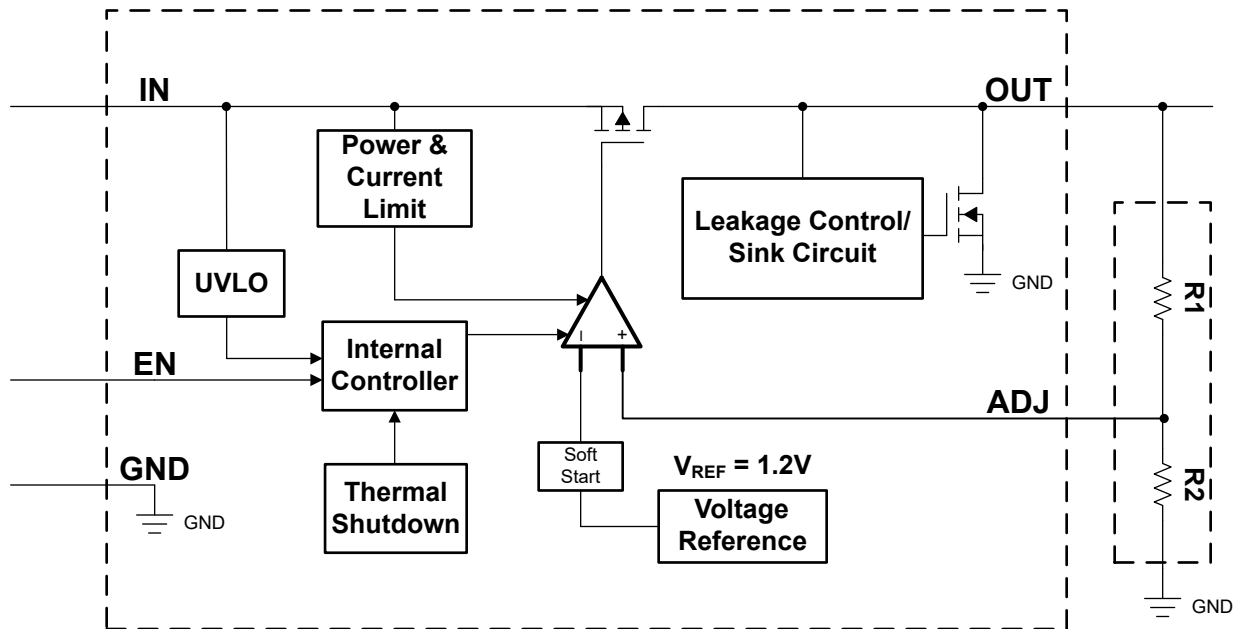 IN
OUT
Power &
Current
Limit
Leakage Control/
Sink Circuit
GND
R1
UVLO
Internal
Controller
EN
–
+
ADJ
GND
GND
Thermal
Shutdown
Soft
Start
VREF = 1.2V
Voltage
Reference
R2
GND